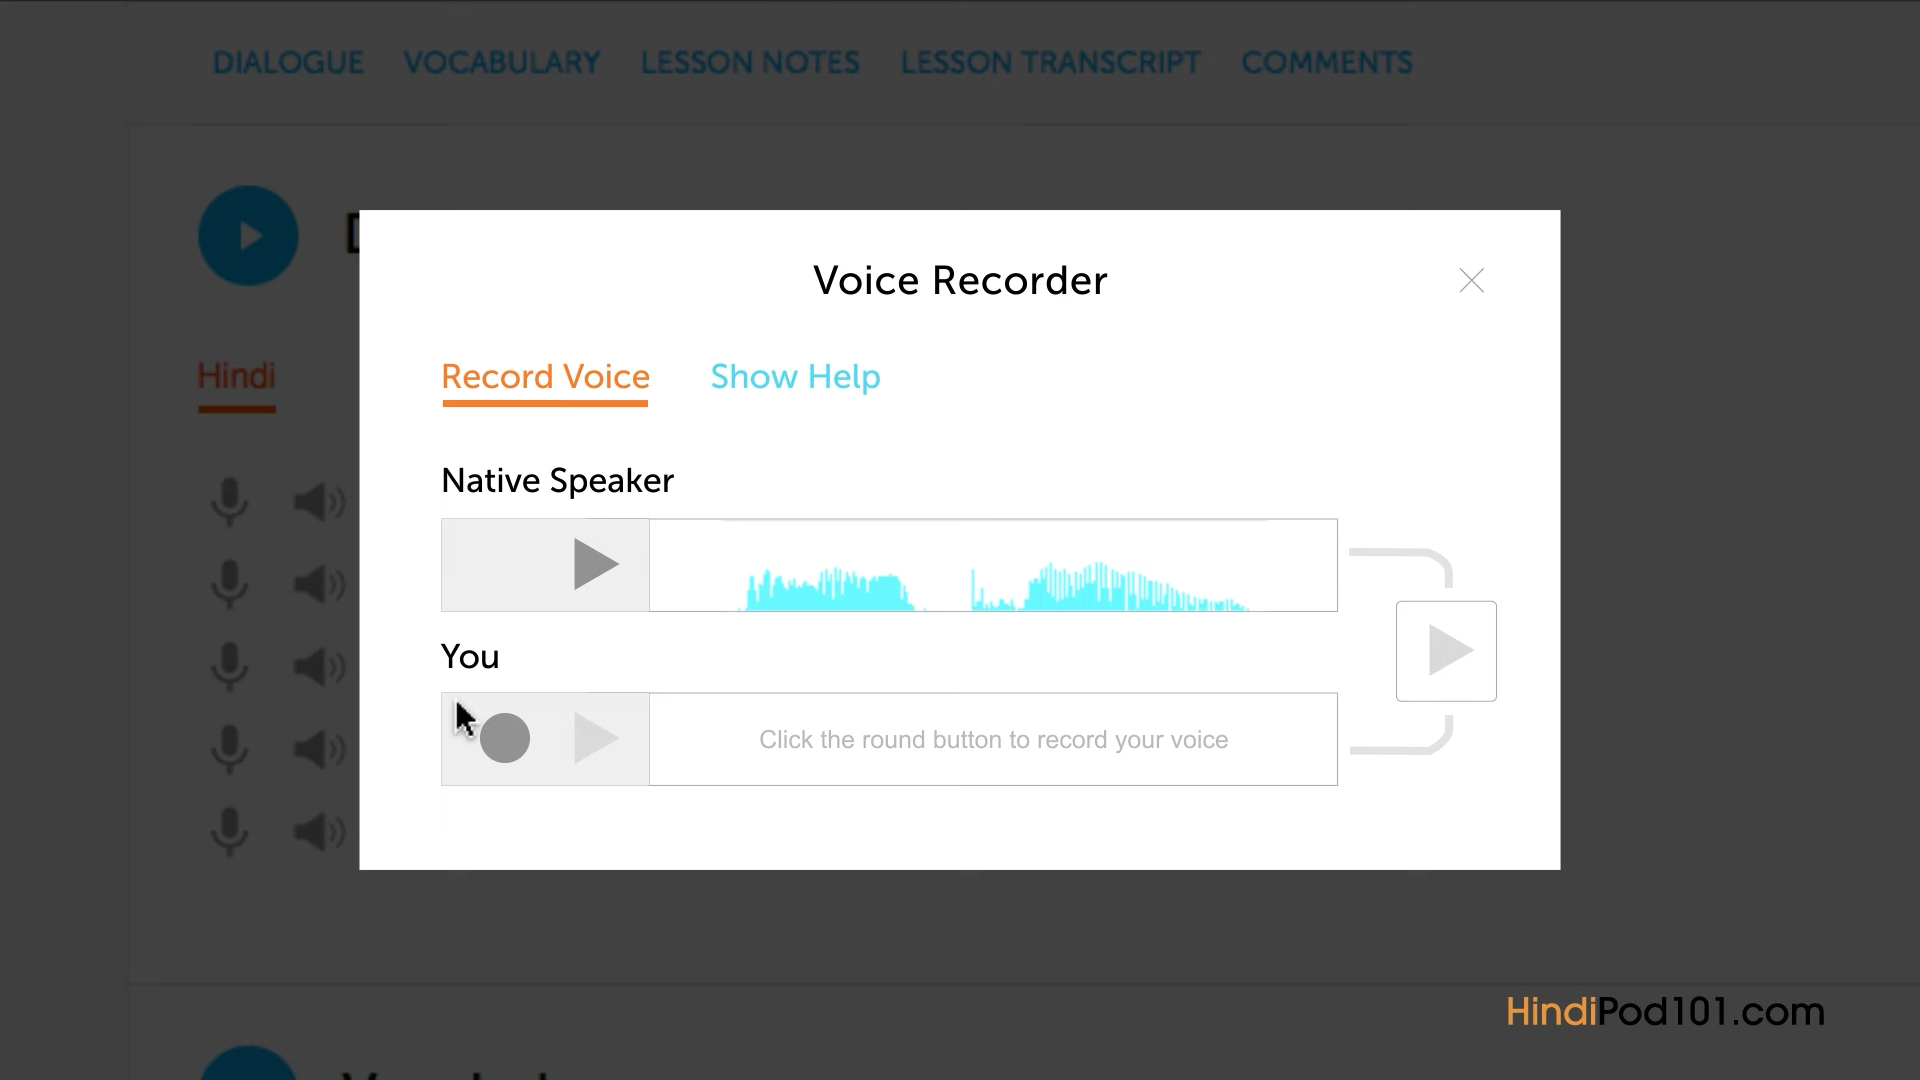 DIALOGUE VOCABULARY LESSON NOTES LESSON TRANSCRIPT COMMENTS
Voice Recorder
Record Voice Show Help
Hindi
Native Speaker
You
Click the round button to record your voice
HindiPod101.com